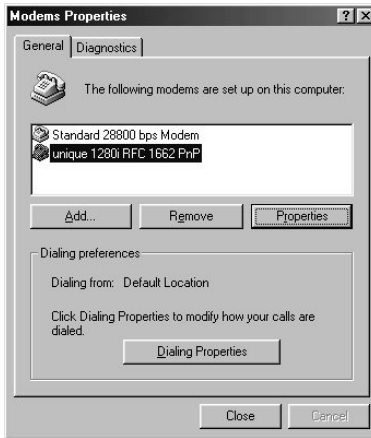 Modems Properties
General
Diagnostics
The following modems are set up on this computer:
Standard 28800 bps Modem
unique 1280i RFC 1662 PnP
Add...
Remove
Properties
Dialing preferences
Dialing from: Default Location
Click Dialing Properties to modify how your calls are
dialed.
Dialing Properties
Close
Cancel